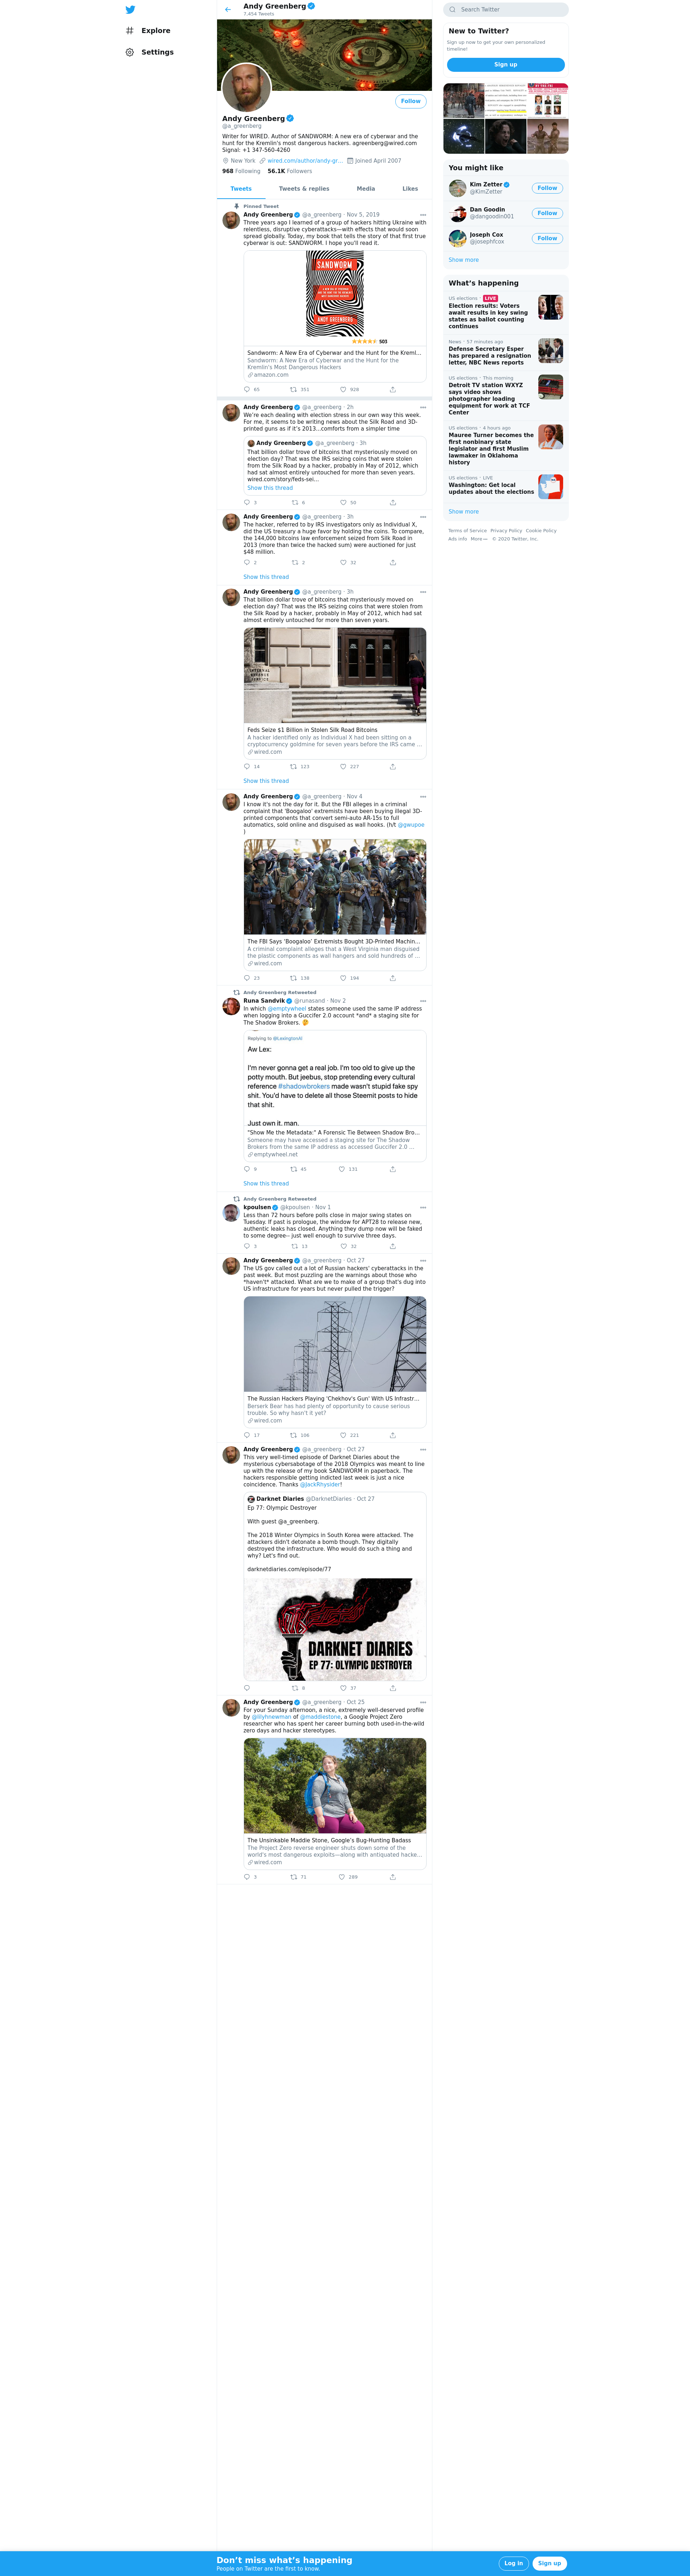 Explore
Settings
Andy Greenberg
7,454 Tweets
Follow
Andy Greenberg
@a_greenberg
Writer for WIRED. Author of SANDWORM: A new era of cyberwar and the
hunt for the Kremlin's most dangerous hackers. agreenberg@wired.com
Signal: +1 347-560-4260
New York wired.com/author/andy-gr… Joined April 2007
968 Following 56.1K Followers
Tweets Tweets & replies Media Likes
Pinned Tweet
Andy Greenberg @a_greenberg · Nov 5, 2019
Three years ago I learned of a group of hackers hitting Ukraine with
relentless, disruptive cyberattacks—with effects that would soon
spread globally. Today, my book that tells the story of that first true
cyberwar is out: SANDWORM. I hope you'll read it.
SANDWORM
ANDY GREENBERG
503
Sandworm: A New Era of Cyberwar and the Hunt for the Kremli…
Sandworm: A New Era of Cyberwar and the Hunt for the
Kremlin's Most Dangerous Hackers
amazon.com
65 351 928
Andy Greenberg @a_greenberg · 2h
We're each dealing with election stress in our own way this week.
For me, it seems to be writing news about the Silk Road and 3D-
printed guns as if it's 2013...comforts from a simpler time
Andy Greenberg @a_greenberg · 3h
That billion dollar trove of bitcoins that mysteriously moved on
election day? That was the IRS seizing coins that were stolen
from the Silk Road by a hacker, probably in May of 2012, which had
sat almost entirely untouched for more than seven years.
wired.com/story/feds-sei…
Show this thread
3 6 50
Andy Greenberg @a_greenberg · 3h
The hacker, referred to by IRS investigators only as Individual X,
did the US treasury a huge favor by holding the coins. To compare,
the 144,000 bitcoins law enforcement seized from Silk Road in
2013 (more than twice the hacked sum) were auctioned for just
$48 million.
2 2 32
Show this thread
Andy Greenberg @a_greenberg · 3h
That billion dollar trove of bitcoins that mysteriously moved on
election day? That was the IRS seizing coins that were stolen from
the Silk Road by a hacker, probably in May of 2012, which had sat
almost entirely untouched for more than seven years.
Feds Seize $1 Billion in Stolen Silk Road Bitcoins
A hacker identified only as Individual X had been sitting on a
cryptocurrency goldmine for seven years before the IRS came …
wired.com
14 123 227
Show this thread
Andy Greenberg @a_greenberg · Nov 4
I know it's not the day for it. But the FBI alleges in a criminal
complaint that 'Boogaloo' extremists have been buying illegal 3D-
printed components that convert semi-auto AR-15s to full
automatics, sold online and disguised as wall hooks. (h/t @gwupoe
)
The FBI Says 'Boogaloo' Extremists Bought 3D-Printed Machin…
A criminal complaint alleges that a West Virginia man disguised
the plastic components as wall hangers and sold hundreds of …
wired.com
23 138 194
Andy Greenberg Retweeted
Runa Sandvik @runasand · Nov 2
In which @emptywheel states someone used the same IP address
when logging into a Guccifer 2.0 account *and* a staging site for
The Shadow Brokers.
Replying to @LexingtonAl
Aw Lex:
I'm never gonna get a real job. I'm too old to give up the
potty mouth. But jeebus, stop pretending every cultural
reference #shadowbrokers made wasn't stupid fake spy
shit. You'd have to delete all those Steemit posts to hide
that shit.
Just own it, man.
"Show Me the Metadata:" A Forensic Tie Between Shadow Bro…
Someone may have accessed a staging site for The Shadow
Brokers from the same IP address as accessed Guccifer 2.0 …
emptywheel.net
9 45 131
Show this thread
Andy Greenberg Retweeted
kpoulsen @kpoulsen · Nov 1
Less than 72 hours before polls close in major swing states on
Tuesday. If past is prologue, the window for APT28 to release new,
authentic leaks has closed. Anything they dump now will be faked
to some degree-- just well enough to survive three days.
3 13 32
Andy Greenberg @a_greenberg · Oct 27
The US gov called out a lot of Russian hackers' cyberattacks in the
past week. But most puzzling are the warnings about those who
*haven't* attacked. What are we to make of a group that's dug into
US infrastructure for years but never pulled the trigger?
The Russian Hackers Playing 'Chekhov's Gun' With US Infrastr…
Berserk Bear has had plenty of opportunity to cause serious
trouble. So why hasn't it yet?
wired.com
17 106 221
Andy Greenberg @a_greenberg · Oct 27
This very well-timed episode of Darknet Diaries about the
mysterious cybersabotage of the 2018 Olympics was meant to line
up with the release of my book SANDWORM in paperback. The
hackers responsible getting indicted last week is just a nice
coincidence. Thanks @JackRhysider!
Darknet Diaries @DarknetDiaries · Oct 27
Ep 77: Olympic Destroyer
With guest @a_greenberg.
The 2018 Winter Olympics in South Korea were attacked. The
attackers didn't detonate a bomb though. They digitally
destroyed the infrastructure. Who would do such a thing and
why? Let's find out.
darknetdiaries.com/episode/77
DARKNET DIARIES
EP 77: OLYMPIC DESTROYER
8 37
Andy Greenberg @a_greenberg · Oct 25
For your Sunday afternoon, a nice, extremely well-deserved profile
by @lilyhnewman of @maddiestone, a Google Project Zero
researcher who has spent her career burning both used-in-the-wild
zero days and hacker stereotypes.
The Unsinkable Maddie Stone, Google's Bug-Hunting Badass
The Project Zero reverse engineer shuts down some of the
world's most dangerous exploits—along with antiquated hacke…
wired.com
3 71 289
Search Twitter
New to Twitter?
Sign up now to get your own personalized
timeline!
Sign up
You might like
Kim Zetter
@KimZetter
Follow
Dan Goodin
@dangoodin001
Follow
Joseph Cox
@josephfcox
Follow
Show more
What's happening
US elections · LIVE
Election results: Voters
await results in key swing
states as ballot counting
continues
News · 57 minutes ago
Defense Secretary Esper
has prepared a resignation
letter, NBC News reports
US elections · This morning
Detroit TV station WXYZ
says video shows
photographer loading
equipment for work at TCF
Center
US elections · 4 hours ago
Mauree Turner becomes the
first nonbinary state
legislator and first Muslim
lawmaker in Oklahoma
history
US elections · LIVE
Washington: Get local
updates about the elections
Show more
Terms of Service Privacy Policy Cookie Policy
Ads info More © 2020 Twitter, Inc.
Don't miss what's happening
People on Twitter are the first to know.
Log in Sign up